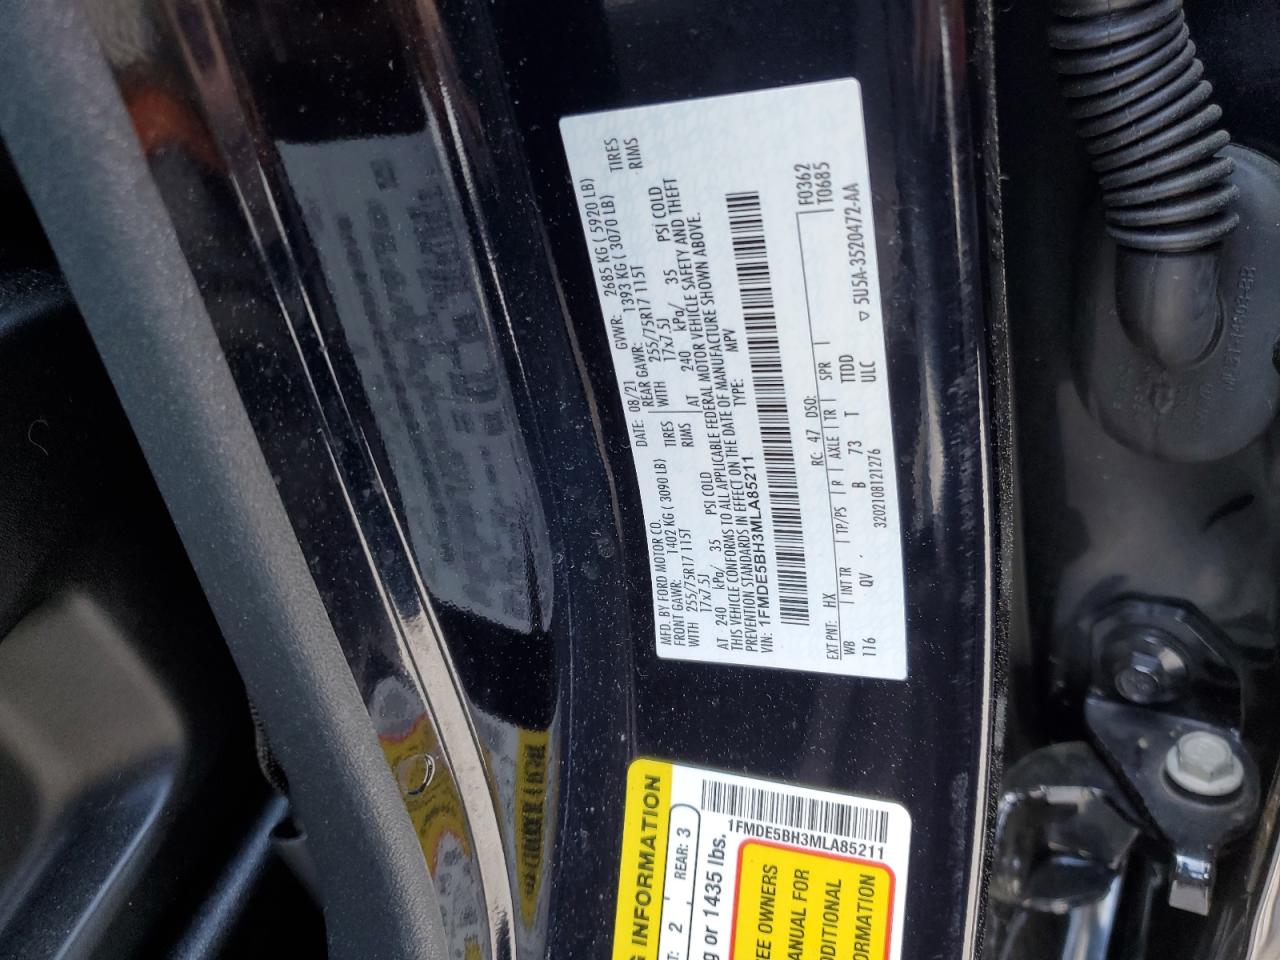 MFD. BY FORD MOTOR CO.
DATE: 08/21 GVWR: 2685 KG ( 5920 LB)
FRONT GAWR: 1402 KG ( 3090 LB) REAR GAWR: 1393 KG ( 3070 LB)
WITH 255/75R17 115T TIRES WITH 255/75R17 115T TIRES
17x7.5J RIMS 17x7.5J RIMS
AT 240 kPa/ 35 PSI COLD AT 240 kPa/ 35 PSI COLD
THIS VEHICLE CONFORMS TO ALL APPLICABLE FEDERAL MOTOR VEHICLE SAFETY AND THEFT
PREVENTION STANDARDS IN EFFECT ON THE DATE OF MANUFACTURE SHOWN ABOVE.
VIN: 1FMDE5BH3MLA85211 TYPE: MPV
F0362
T0685
EXT PNT: HX RC: 47 DSO:
WB INT TR TP/PS R AXLE TR SPR
116 QV B 73 T TTDD
3202108121276 ULC ▽ 5U5A-3520472-AA
INFORMATION
2 REAR: 3
or 1435 lbs.
1FMDE5BH3MLA85211
OWNERS
FOR